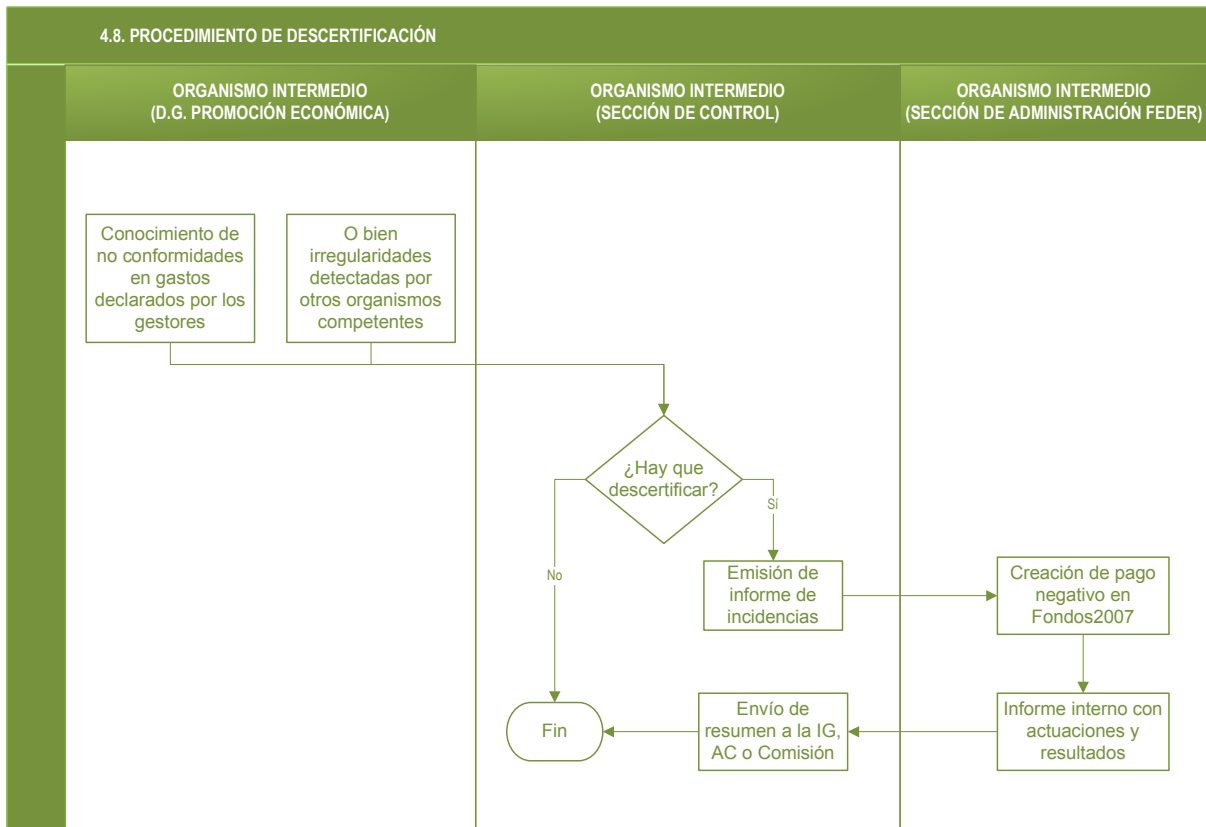 4.8. PROCEDIMIENTO DE DESCERTIFICACIÓN
ORGANISMO INTERMEDIO
(D.G. PROMOCIÓN ECONÓMICA)
ORGANISMO INTERMEDIO
(SECCIÓN DE CONTROL)
ORGANISMO INTERMEDIO
(SECCIÓN DE ADMINISTRACIÓN FEDER)
Conocimiento de
no conformidades
en gastos
declarados por los
gestores
O bien
irregularidades
detectadas por
otros organismos
competentes
¿Hay que
descertificar?
Sí
No
Emisión de
informe de
incidencias
Creación de pago
negativo en
Fondos2007
Informe interno con
actuaciones y
resultados
Envío de
resumen a la IG,
AC o Comisión
Fin